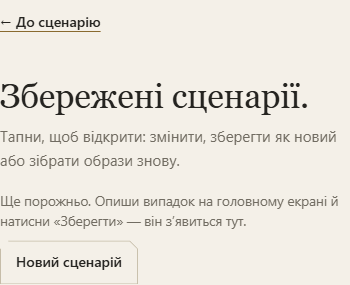 ← До сценарію
Збережені сценарії.
Тапни, щоб відкрити: змінити, зберегти як новий
або зібрати образи знову.
Ще порожньо. Опиши випадок на головному екрані й
натисни «Зберегти» — він зʼявиться тут.
Новий сценарій